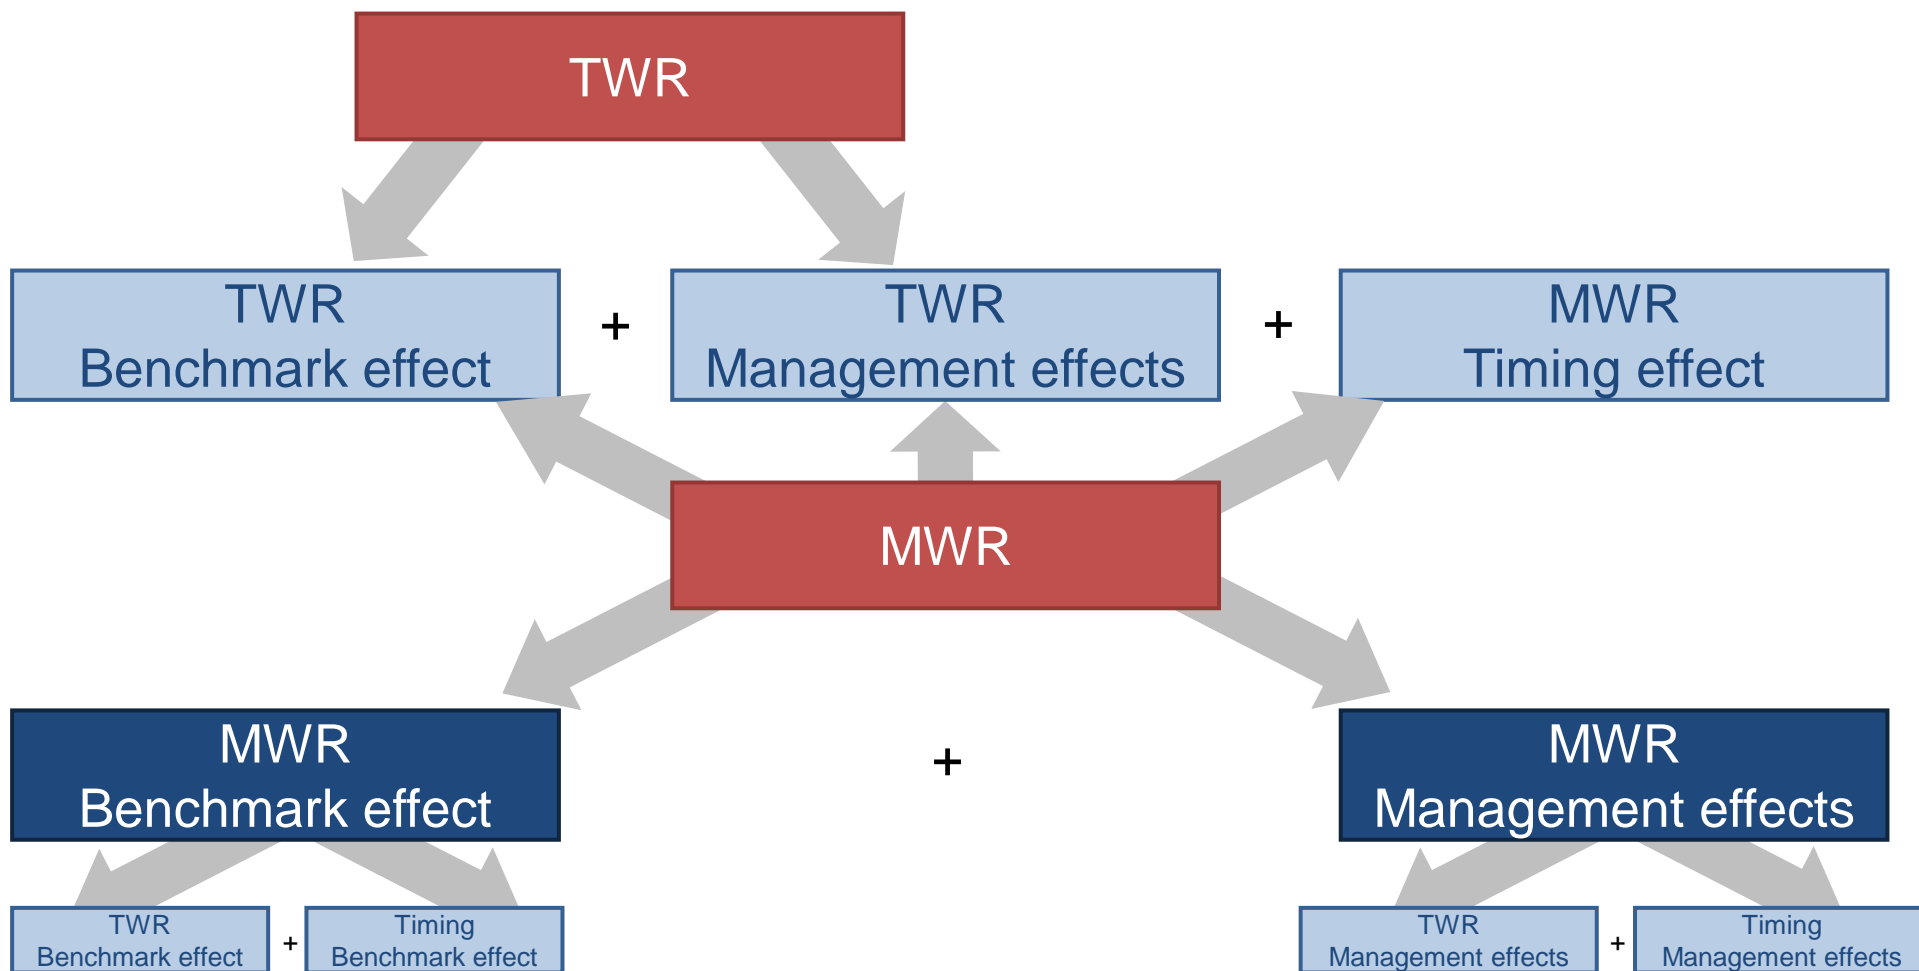 TWR
TWR
Benchmark effect
+
TWR
Management effects
+
MWR
Timing effect
MWR
MWR
Benchmark effect
+
MWR
Management effects
TWR
Benchmark effect
+
Timing
Benchmark effect
TWR
Management effects
+
Timing
Management effects